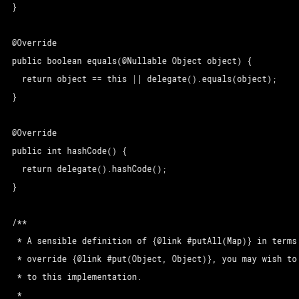 }
@Override
public boolean equals(@Nullable Object object) {
return object == this || delegate().equals(object);
}
@Override
public int hashCode() {
return delegate().hashCode();
}
/**
* A sensible definition of {@link #putAll(Map)} in terms
* override {@link #put(Object, Object)}, you may wish to
* to this implementation.
*